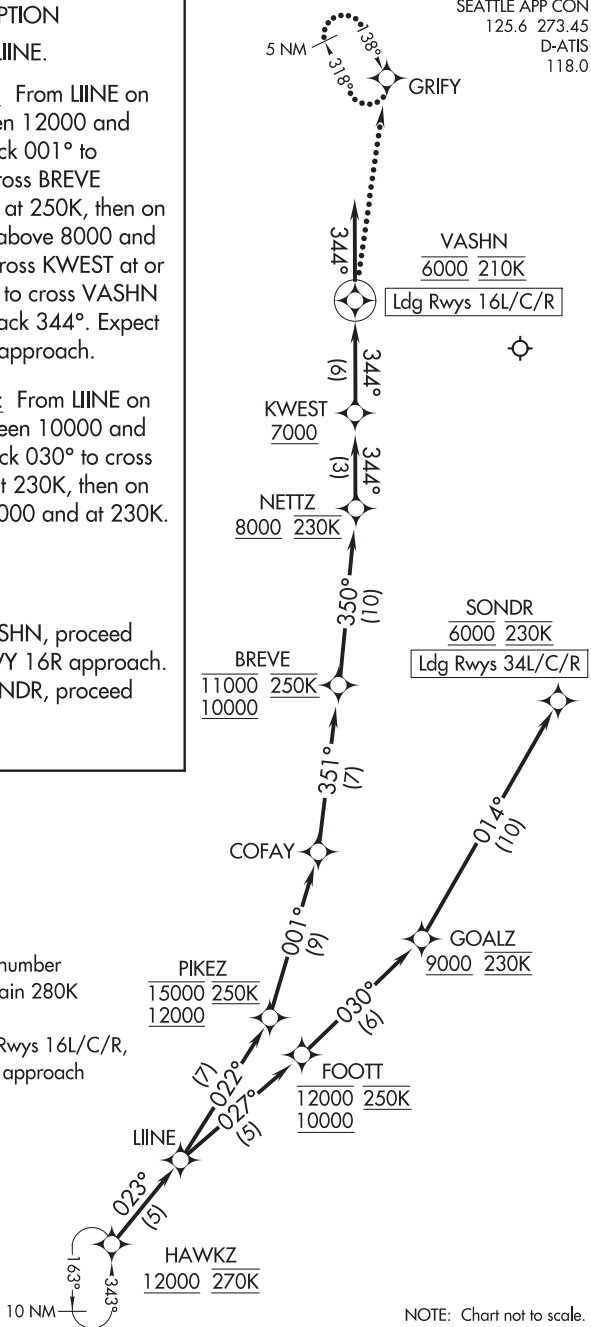 PTION
LIINE.
From LIINE on
en 12000 and
ck 001° to
ross BREVE
at 250K, then on
above 8000 and
cross KWEST at or
to cross VASHN
ack 344°. Expect
approach.
: From LIINE on
een 10000 and
ck 030° to cross
t 230K, then on
000 and at 230K.
SHN, proceed
VY 16R approach.
NDR, proceed
SEATTLE APP CON
125.6 273.45
D-ATIS
118.0
5 NM
138°
318°
GRIFY
344°
VASHN
6000 210K
Ldg Rwys 16L/C/R
344°
(6)
KWEST
7000
344°
(3)
NETTZ
8000 230K
350°
(10)
SONDR
6000 230K
Ldg Rwys 34L/C/R
BREVE
11000 250K
10000
351°
(7)
014°
(10)
COFAY
001°
(9)
GOALZ
9000 230K
number
ain 280K
Rwys 16L/C/R,
approach
PIKEZ
15000 250K
12000
030°
(6)
FOOTT
12000 250K
10000
022°
(7)
027°
(5)
LIINE
023°
(5)
HAWKZ
12000 270K
163°
343°
10 NM
NOTE: Chart not to scale.